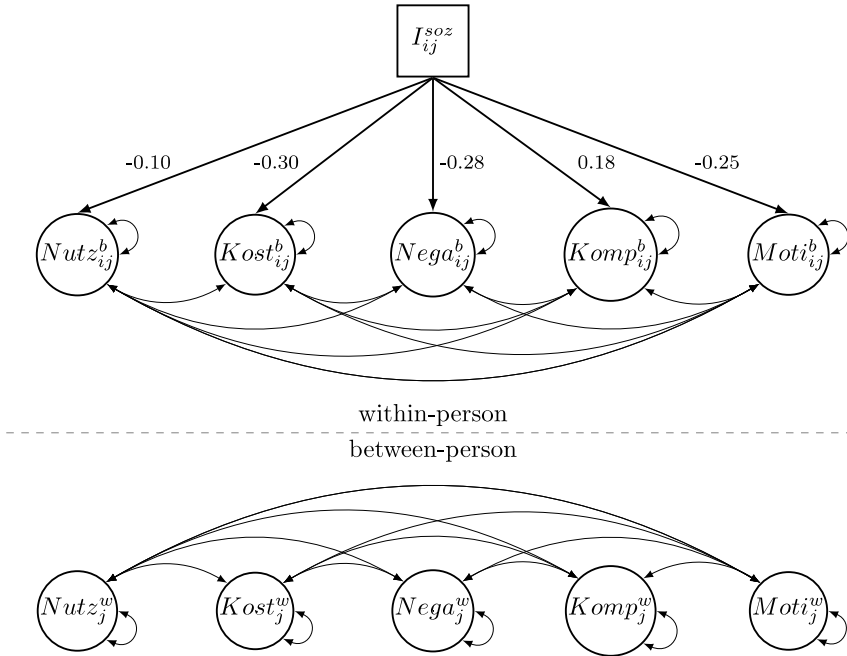 $I_{ij}^{soz}$
-0.10 -0.30 -0.28 0.18 -0.25
$Nutz_{ij}^{b}$ $Kost_{ij}^{b}$ $Nega_{ij}^{b}$ $Komp_{ij}^{b}$ $Moti_{ij}^{b}$
within-person
between-person
$Nutz_{j}^{w}$ $Kost_{j}^{w}$ $Nega_{j}^{w}$ $Komp_{j}^{w}$ $Moti_{j}^{w}$